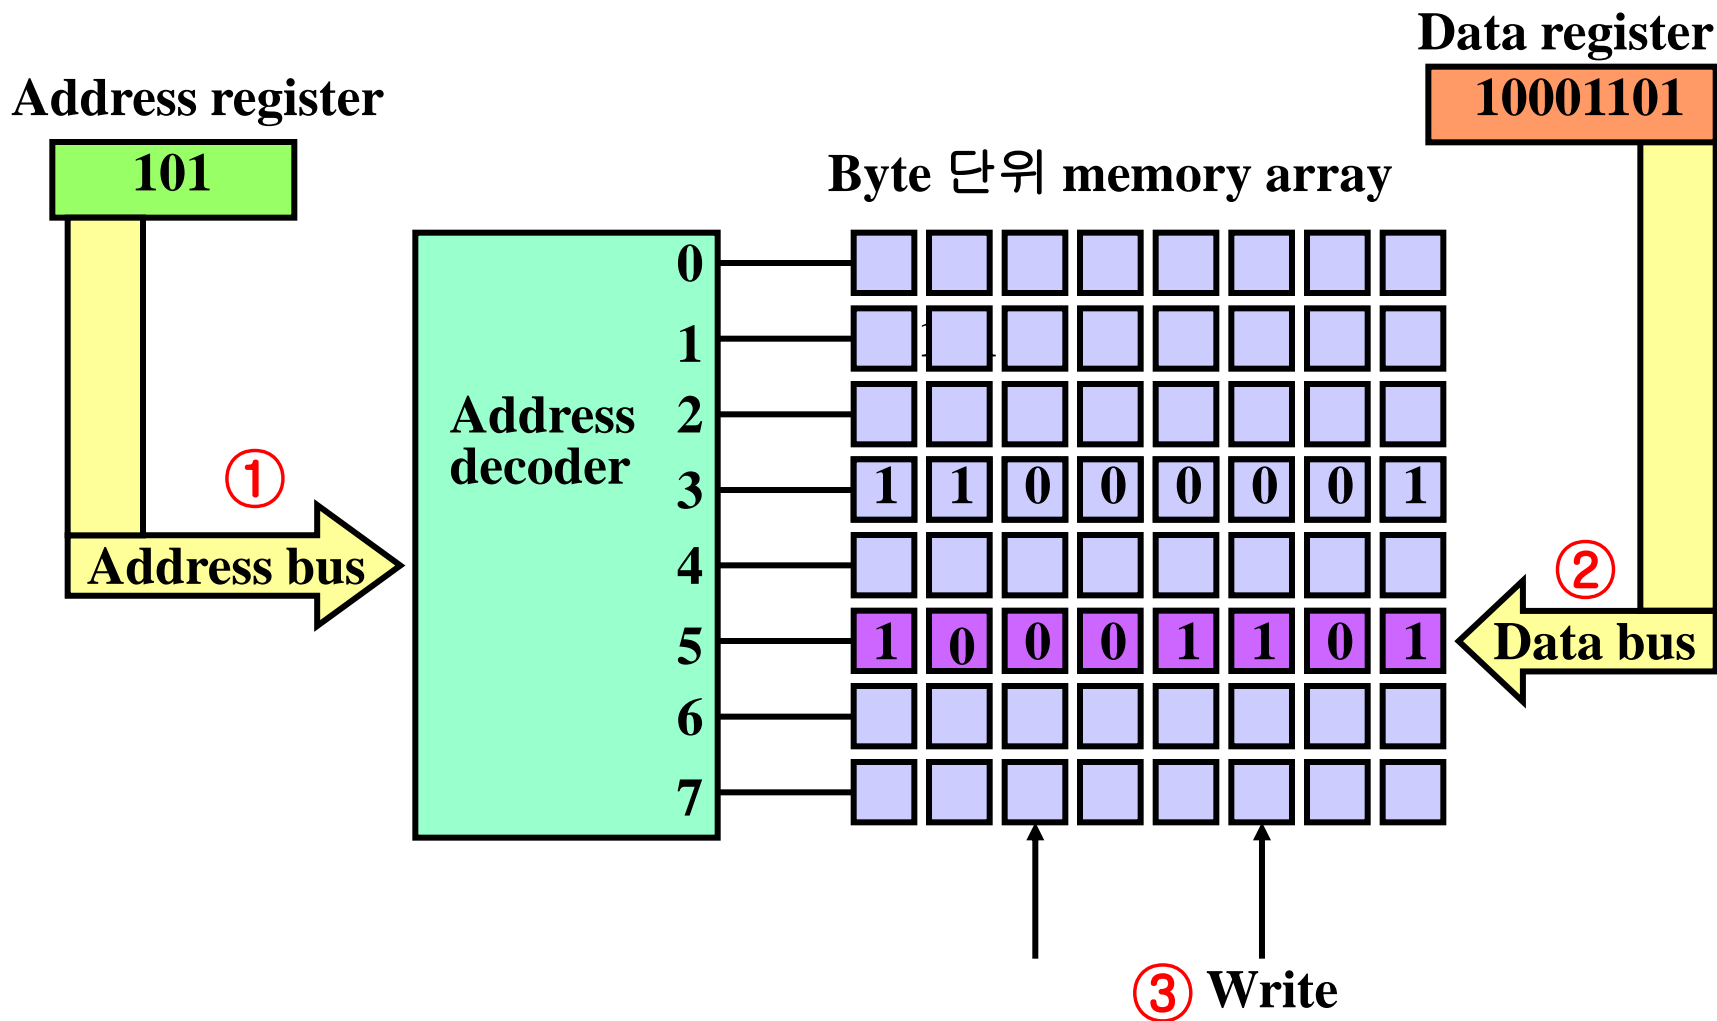 Data register
10001101
Address register
101
Byte 단위 memory array
0
1
2
3 1 1 0 0 0 0 0 1
4
5 1 0 0 0 1 1 0 1
6
7
Address
decoder
①
Address bus
②
Data bus
③ Write